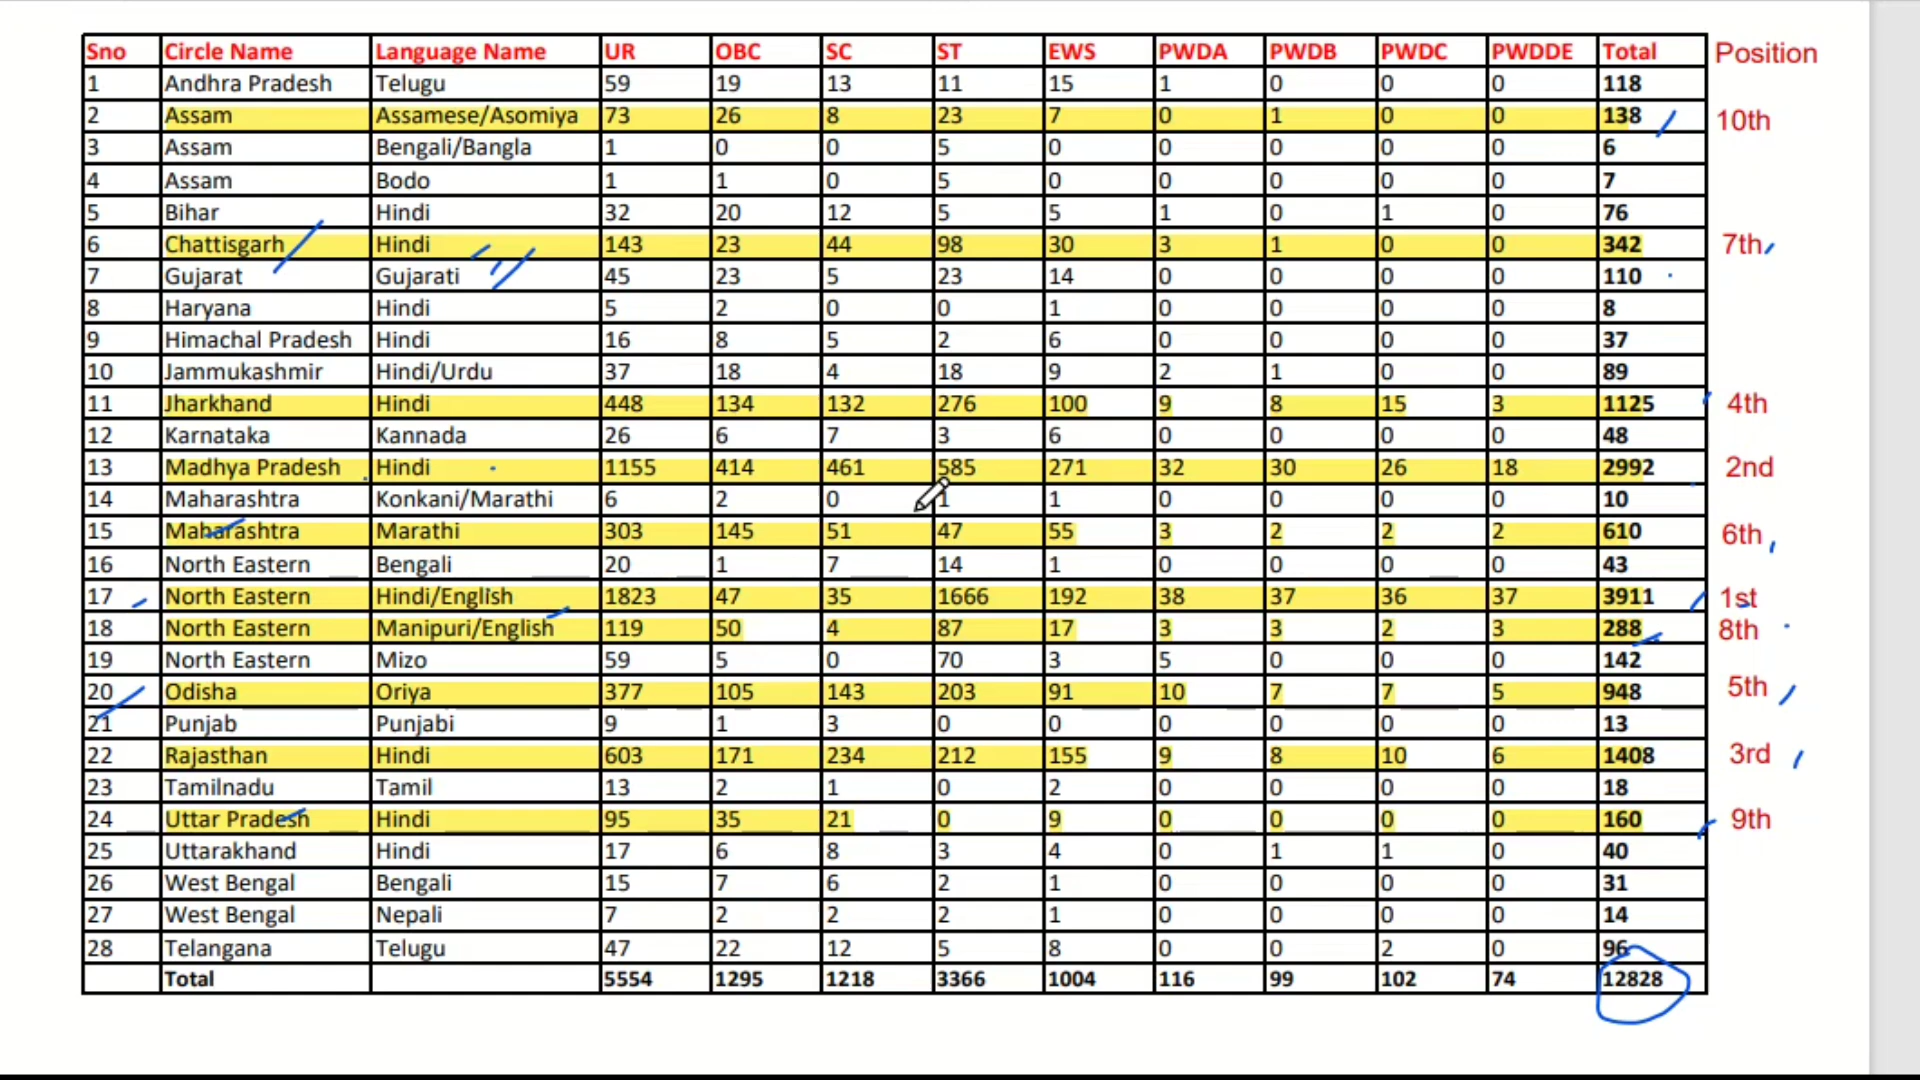 Sno Circle Name Language Name UR OBC SC ST EWS PWDA PWDB PWDC PWDDE Total Position
1 Andhra Pradesh Telugu 59 19 13 11 15 1 0 0 0 118
2 Assam Assamese/Asomiya 73 26 8 23 7 0 1 0 0 138 10th
3 Assam Bengali/Bangla 1 0 0 5 0 0 0 0 0 6
4 Assam Bodo 1 1 0 5 0 0 0 0 0 7
5 Bihar Hindi 32 20 12 5 5 1 0 1 0 76
6 Chattisgarh Hindi 143 23 44 98 30 3 1 0 0 342 7th
7 Gujarat Gujarati 45 23 5 23 14 0 0 0 0 110
8 Haryana Hindi 5 2 0 0 1 0 0 0 0 8
9 Himachal Pradesh Hindi 16 8 5 2 6 0 0 0 0 37
10 Jammukashmir Hindi/Urdu 37 18 4 18 9 2 1 0 0 89
11 Jharkhand Hindi 448 134 132 276 100 9 8 15 3 1125 4th
12 Karnataka Kannada 26 6 7 3 6 0 0 0 0 48
13 Madhya Pradesh Hindi 1155 414 461 585 271 32 30 26 18 2992 2nd
14 Maharashtra Konkani/Marathi 6 2 0 1 1 0 0 0 0 10
15 Maharashtra Marathi 303 145 51 47 55 3 2 2 2 610 6th
16 North Eastern Bengali 20 1 7 14 1 0 0 0 0 43
17 North Eastern Hindi/English 1823 47 35 1666 192 38 37 36 37 3911 1st
18 North Eastern Manipuri/English 119 50 4 87 17 3 3 2 3 288 8th
19 North Eastern Mizo 59 5 0 70 3 5 0 0 0 142
20 Odisha Oriya 377 105 143 203 91 10 7 7 5 948 5th
21 Punjab Punjabi 9 1 3 0 0 0 0 0 0 13
22 Rajasthan Hindi 603 171 234 212 155 9 8 10 6 1408 3rd
23 Tamilnadu Tamil 13 2 1 0 2 0 0 0 0 18
24 Uttar Pradesh Hindi 95 35 21 0 9 0 0 0 0 160 9th
25 Uttarakhand Hindi 17 6 8 3 4 0 1 1 0 40
26 West Bengal Bengali 15 7 6 2 1 0 0 0 0 31
27 West Bengal Nepali 7 2 2 2 1 0 0 0 0 14
28 Telangana Telugu 47 22 12 5 8 0 0 2 0 96
Total 5554 1295 1218 3366 1004 116 99 102 74 12828